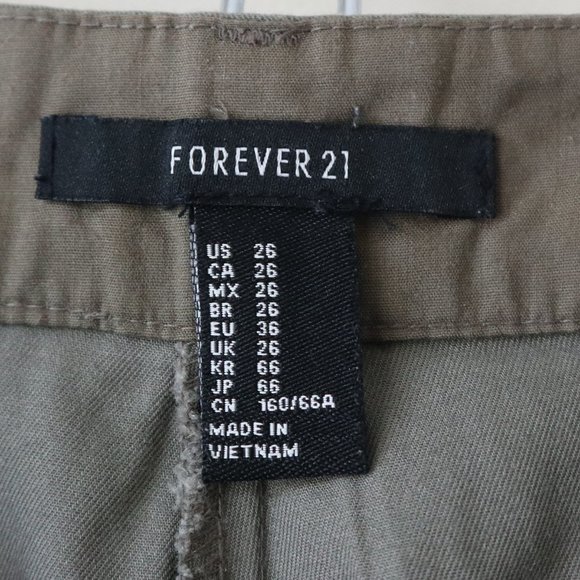 FOREVER 21
US 26
CA 26
MX 26
BR 26
EU 36
UK 26
KR 66
JP 66
CN 160/66A
MADE IN
VIETNAM